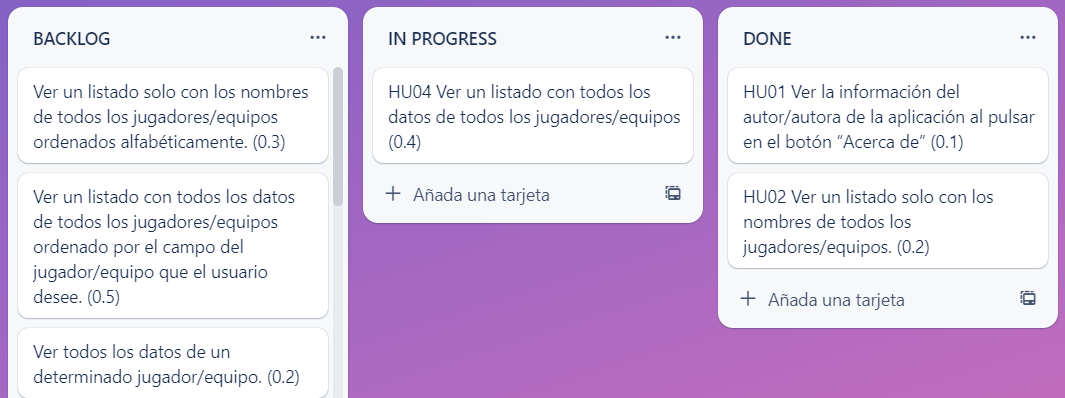 BACKLOG
Ver un listado solo con los nombres
de todos los jugadores/equipos
ordenados alfabéticamente. (0.3)
Ver un listado con todos los datos
de todos los jugadores/equipos
ordenado por el campo del
jugador/equipo que el usuario
desee. (0.5)
Ver todos los datos de un
determinado jugador/equipo. (0.2)
IN PROGRESS
HU04 Ver un listado con todos los
datos de todos los jugadores/equipos
(0.4)
Añada una tarjeta
DONE
HU01 Ver la información del
autor/autora de la aplicación al pulsar
en el botón “Acerca de” (0.1)
HU02 Ver un listado solo con los
nombres de todos los
jugadores/equipos. (0.2)
Añada una tarjeta